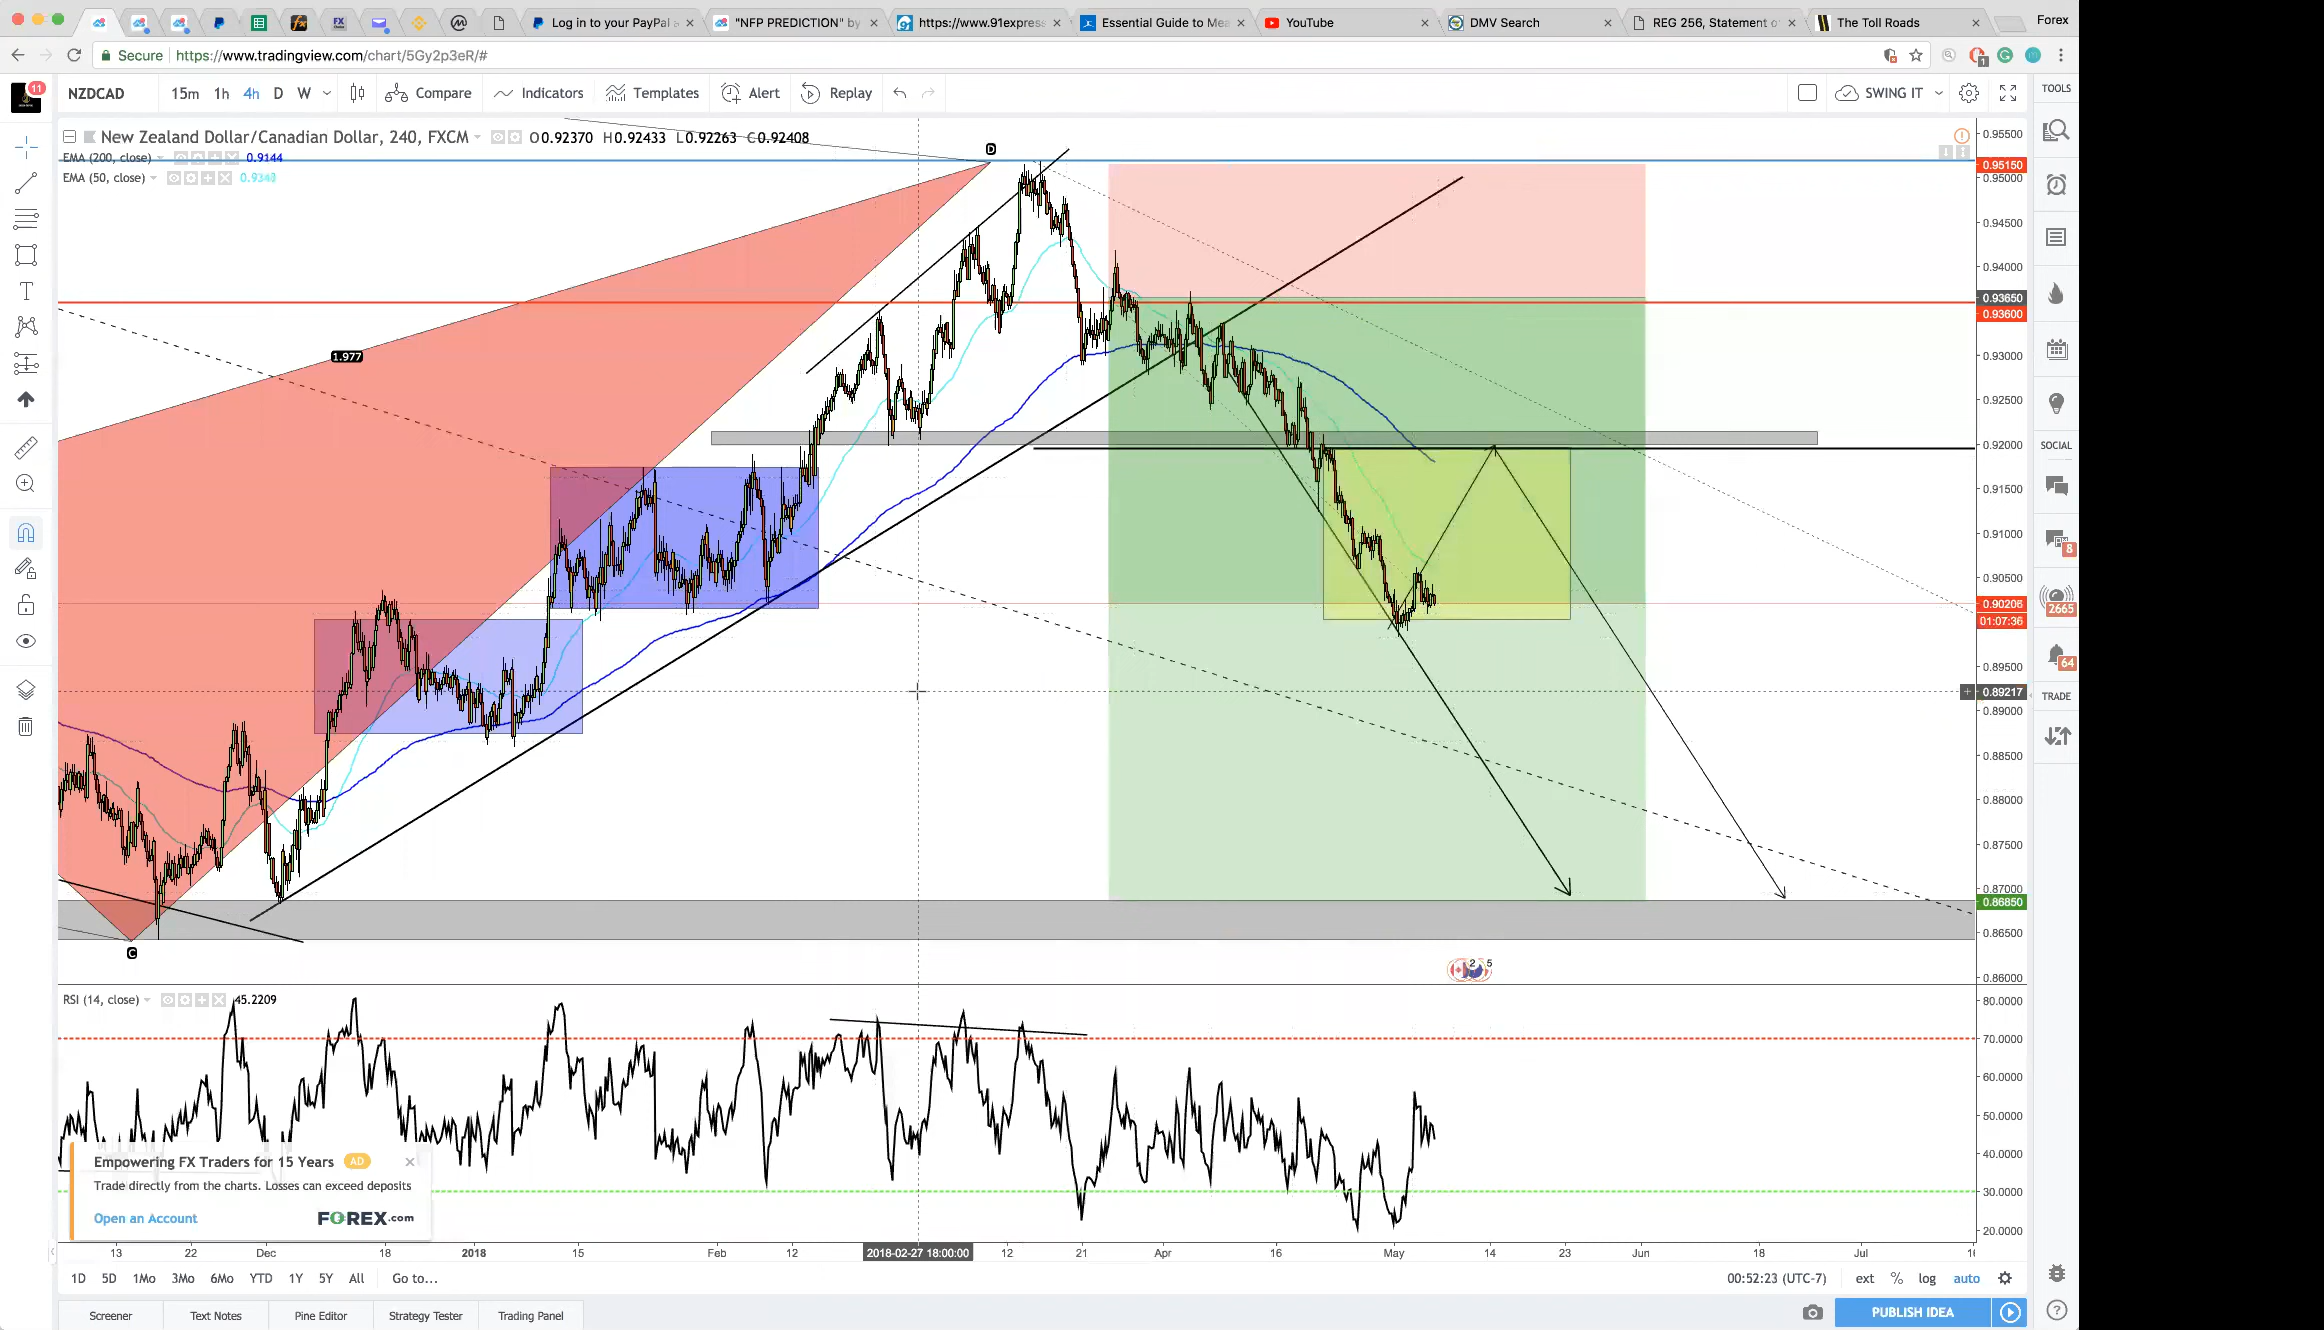 Log in to your PayPal a
"NFP PREDICTION" by
https://www.91express
Essential Guide to Mea
YouTube
DMV Search
REG 256, Statement o
The Toll Roads
Forex
Secure https://www.tradingview.com/chart/5Gy2p3eR/#
11 NZDCAD 15m 1h 4h D W Compare Indicators Templates Alert Replay SWING IT
TOOLS
New Zealand Dollar/Canadian Dollar, 240, FXCM O0.92370 H0.92433 L0.92263 C0.92408
EMA (200, close) 0.9144
EMA (50, close)
D
1.977
C
0.95500
0.95150
0.95000
0.94500
0.94000
0.93650
0.93600
0.93000
0.92500
0.92000
0.91500
0.91000
0.90500
0.90206
01:07:36
0.89500
0.89217
0.89000
0.88500
0.88000
0.87500
0.87000
0.86850
0.86500
0.86000
SOCIAL
8
2665
64
TRADE
2 5
RSI (14, close) 45.2209
80.0000
70.0000
60.0000
50.0000
40.0000
30.0000
20.0000
Empowering FX Traders for 15 Years AD
Trade directly from the charts. Losses can exceed deposits
Open an Account FOREX.com
13 22 Dec 18 2018 15 Feb 12 2018-02-27 18:00:00 12 21 Apr 16 May 14 23 Jun 18 Jul
1D 5D 1Mo 3Mo 6Mo YTD 1Y 5Y All Go to... 00:52:23 (UTC-7) ext % log auto
Screener Text Notes Pine Editor Strategy Tester Trading Panel PUBLISH IDEA